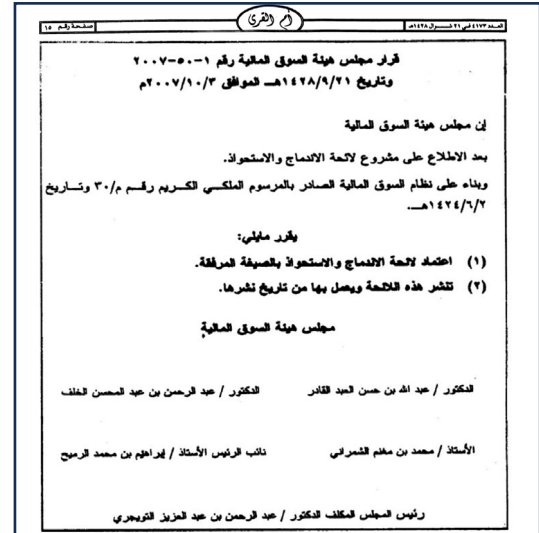 العدد ٤١٧٣ في ٢١ شوال ١٤٢٨هـ
أم القرى
صفحة رقم ١٥
قرار مجلس هيئة السوق المالية رقم ١-٥٠-٢٠٠٧
وتاريخ ١٤٢٨/٩/٢١هـ الموافق ٢٠٠٧/١٠/٣م
إن مجلس هيئة السوق المالية
بعد الاطلاع على مشروع لائحة الاندماج والاستحواذ.
وبناء على نظام السوق المالية الصادر بالمرسوم الملكي الكريم رقم م/٣٠ وتاريخ
١٤٢٤/٦/٢هـ.
يقرر مايلي:
(١) اعتماد لائحة الاندماج والاستحواذ بالصيغة المرفقة.
(٢) تنشر هذه اللائحة ويعمل بها من تاريخ نشرها.
مجلس هيئة السوق المالية
الدكتور / عبد الله بن حسن العبد القادر
الدكتور / عبد الرحمن بن عبد المحسن الخلف
الأستاذ / محمد بن مغنم الشمراني
نائب الرئيس الأستاذ / إبراهيم بن محمد الرميح
رئيس المجلس المكلف الدكتور / عبد الرحمن بن عبد العزيز التويجري